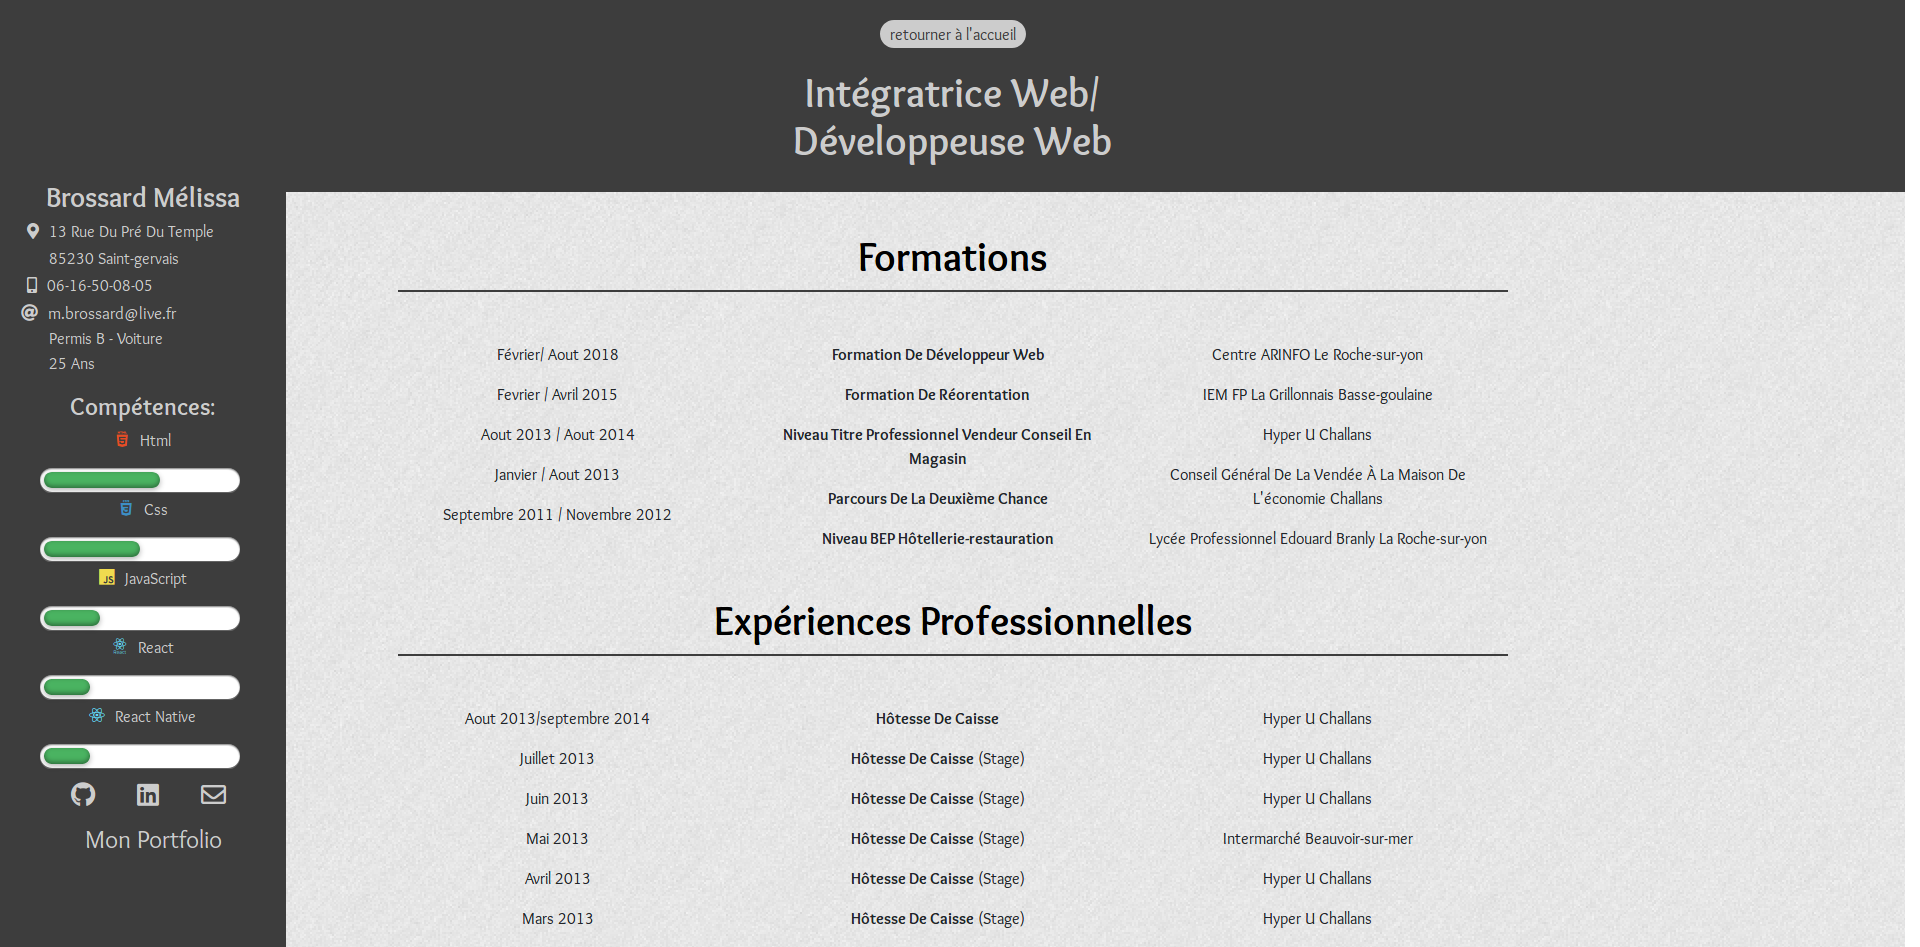 retourner à l'accueil
Intégratrice Web/
Développeuse Web
Brossard Mélissa
13 Rue Du Pré Du Temple
85230 Saint-gervais
06-16-50-08-05
m.brossard@live.fr
Permis B - Voiture
25 Ans
Compétences:
Html
Css
JavaScript
React
React Native
Mon Portfolio
Formations
Février/ Aout 2018
Fevrier / Avril 2015
Aout 2013 / Aout 2014
Janvier / Aout 2013
Septembre 2011 / Novembre 2012
Formation De Développeur Web
Formation De Réorentation
Niveau Titre Professionnel Vendeur Conseil En
Magasin
Parcours De La Deuxième Chance
Niveau BEP Hôtellerie-restauration
Centre ARINFO Le Roche-sur-yon
IEM FP La Grillonnais Basse-goulaine
Hyper U Challans
Conseil Général De La Vendée À La Maison De
L'économie Challans
Lycée Professionnel Edouard Branly La Roche-sur-yon
Expériences Professionnelles
Aout 2013/septembre 2014
Juillet 2013
Juin 2013
Mai 2013
Avril 2013
Mars 2013
Hôtesse De Caisse
Hôtesse De Caisse (Stage)
Hôtesse De Caisse (Stage)
Hôtesse De Caisse (Stage)
Hôtesse De Caisse (Stage)
Hôtesse De Caisse (Stage)
Hyper U Challans
Hyper U Challans
Hyper U Challans
Intermarché Beauvoir-sur-mer
Hyper U Challans
Hyper U Challans